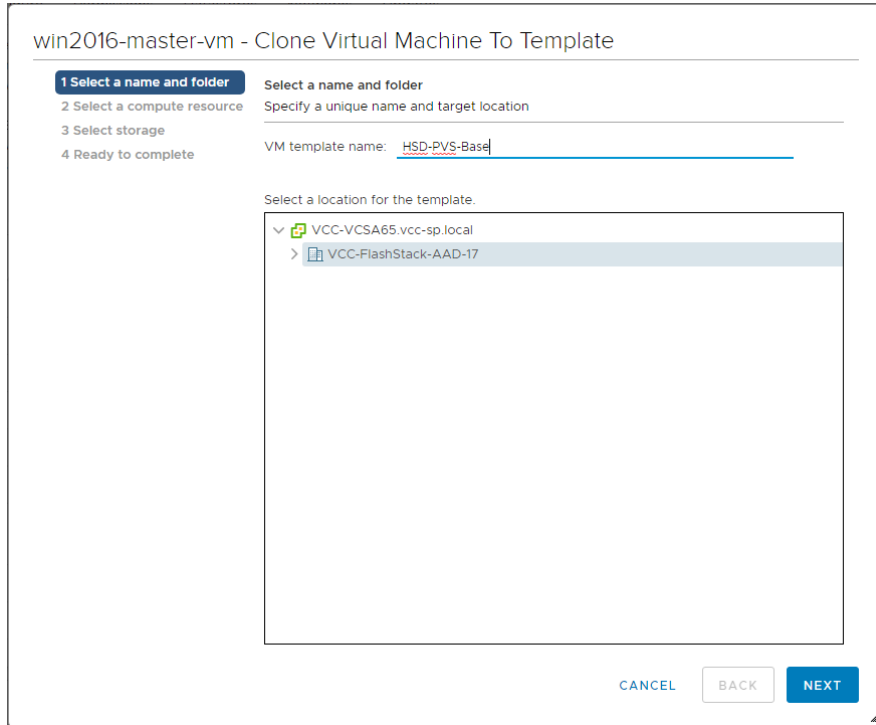 win2016-master-vm - Clone Virtual Machine To Template
1 Select a name and folder
2 Select a compute resource
3 Select storage
4 Ready to complete
Select a name and folder
Specify a unique name and target location
VM template name: HSD-PVS-Base
Select a location for the template.
VCC-VCSA65.vcc-sp.local
VCC-FlashStack-AAD-17
CANCEL
BACK
NEXT